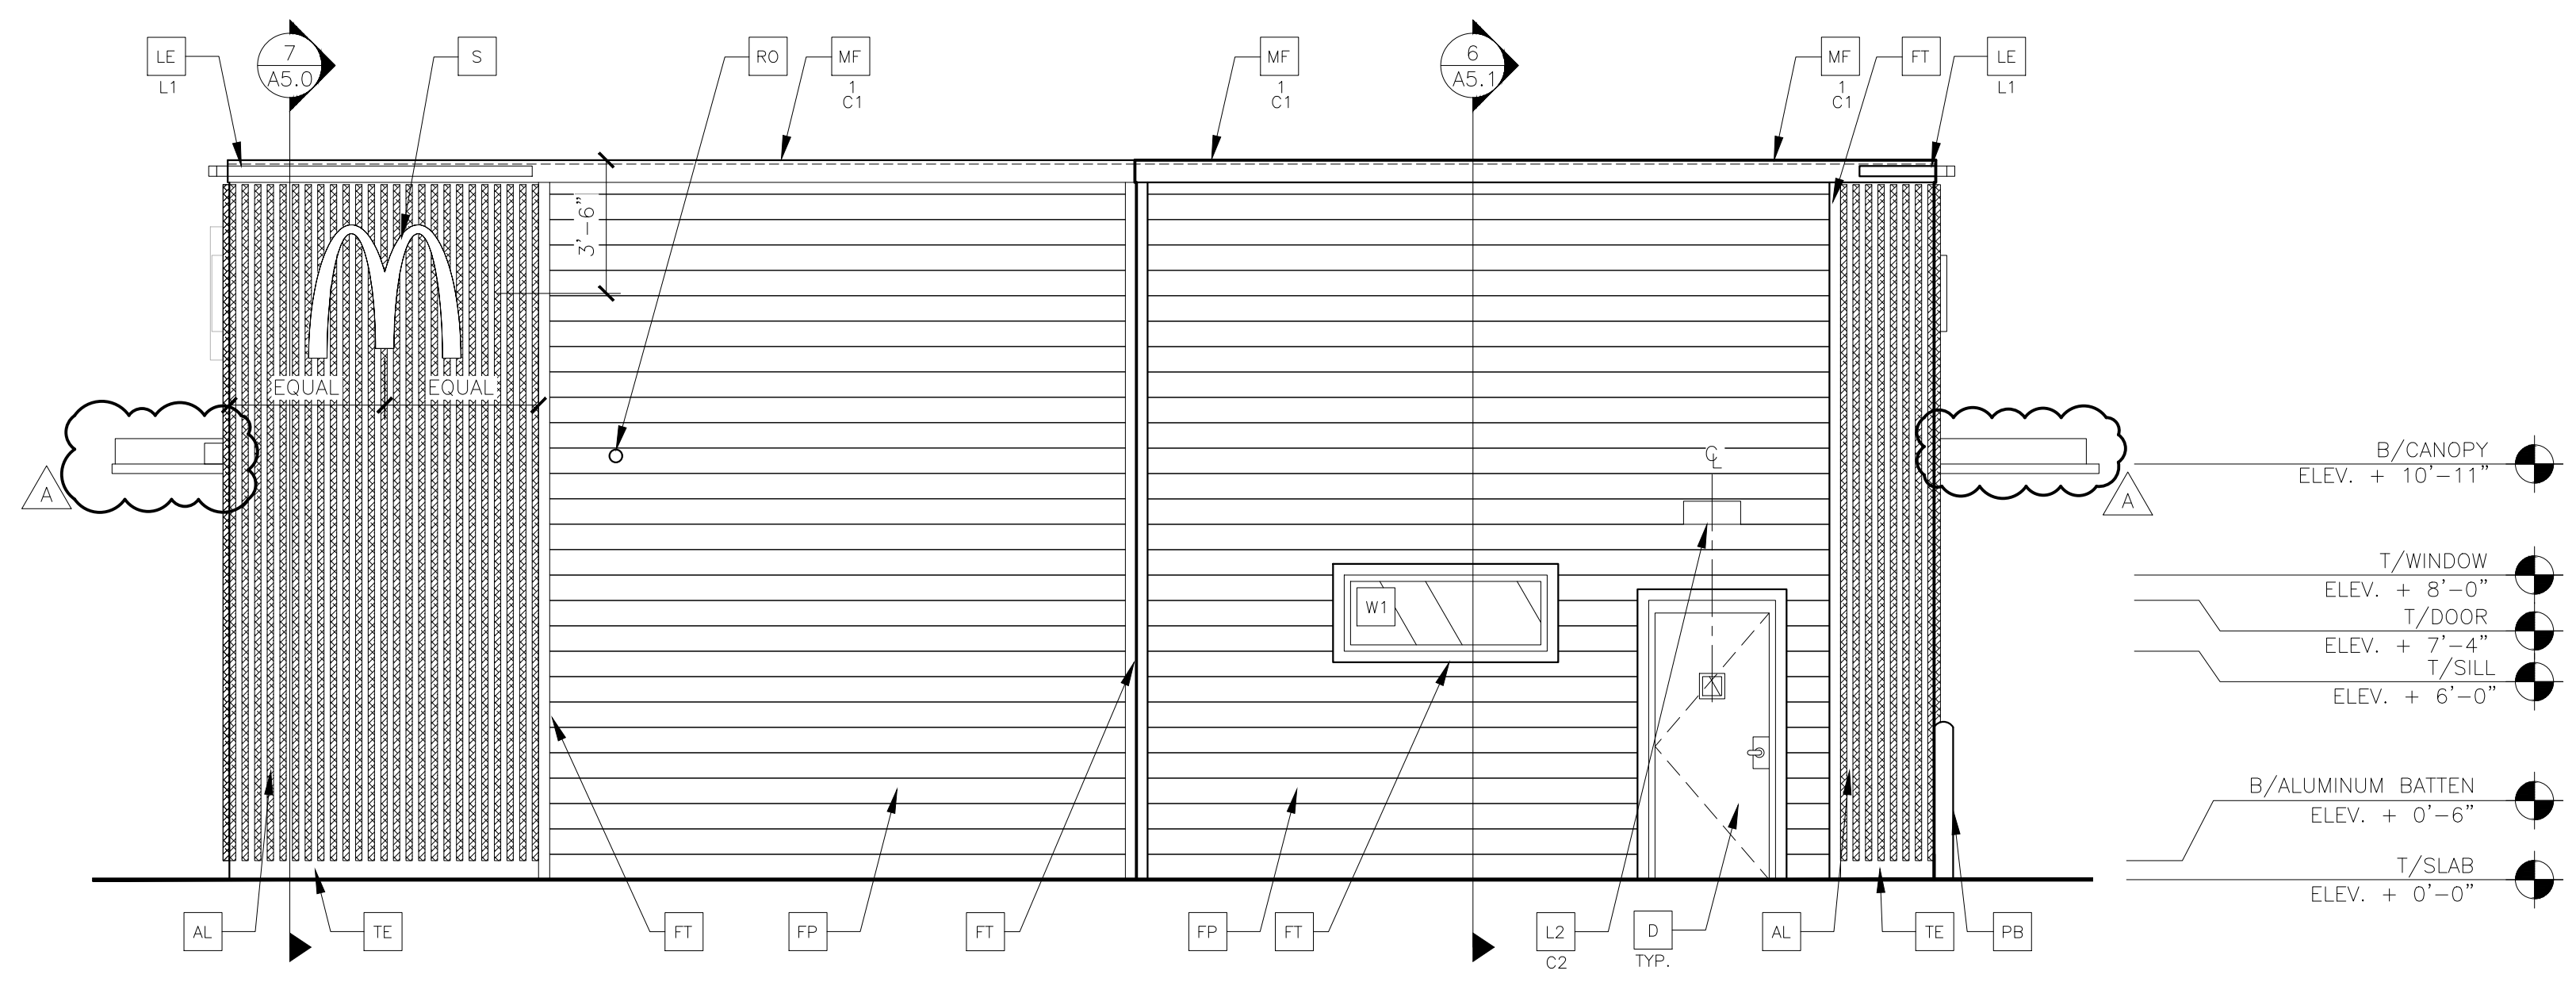 LE
L1
7
A5.0
S
RO
MF
1
C1
MF
1
C1
6
A5.1
MF
1
C1
FT
LE
L1
3'-6"
EQUAL
EQUAL
A
A
℄
W1
B/CANOPY
ELEV. + 10'-11"
T/WINDOW
ELEV. + 8'-0"
T/DOOR
ELEV. + 7'-4"
T/SILL
ELEV. + 6'-0"
B/ALUMINUM BATTEN
ELEV. + 0'-6"
T/SLAB
ELEV. + 0'-0"
AL
TE
FT
FP
FT
FP
FT
L2
C2
D
TYP.
AL
TE
PB